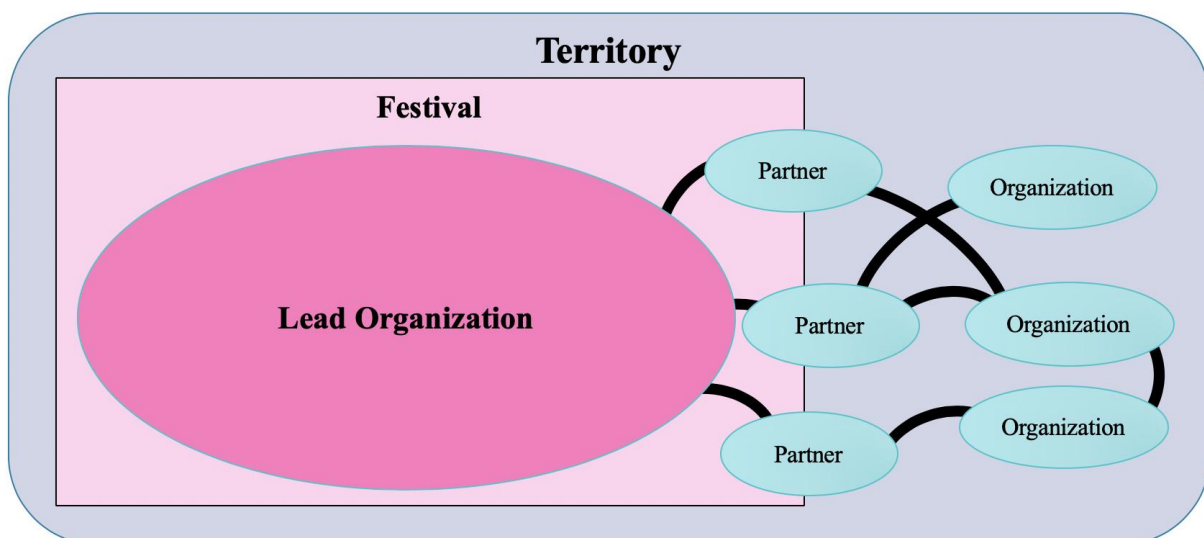 Territory
Festival
Partner
Organization
Lead Organization
Partner
Organization
Partner
Organization